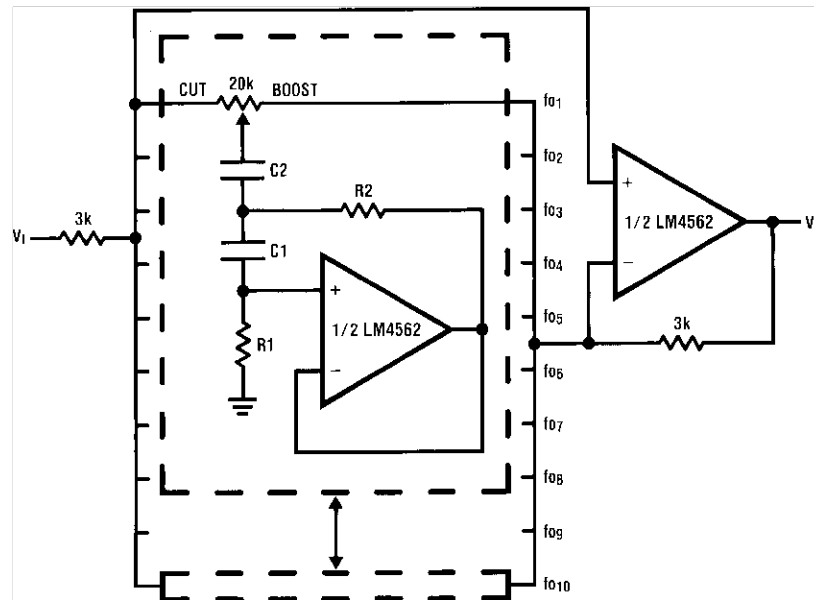 CUT 20k BOOST fo1
C2 fo2
R2
3k fo3
VI 1/2 LM4562 V
C1 fo4
+
−
+
1/2 LM4562 fo5
3k
R1
−
fo6
fo7
fo8
fo9
fo10